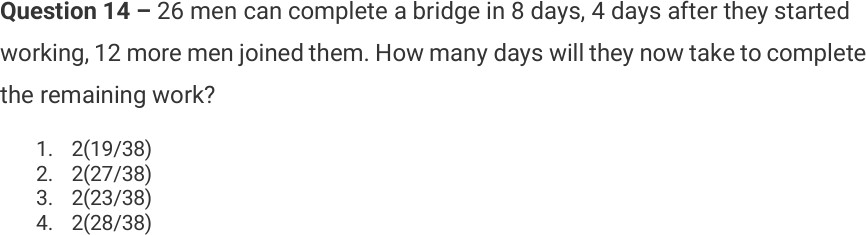 Question 14 – 26 men can complete a bridge in 8 days, 4 days after they started
working, 12 more men joined them. How many days will they now take to complete
the remaining work?
1. 2(19/38)
2. 2(27/38)
3. 2(23/38)
4. 2(28/38)